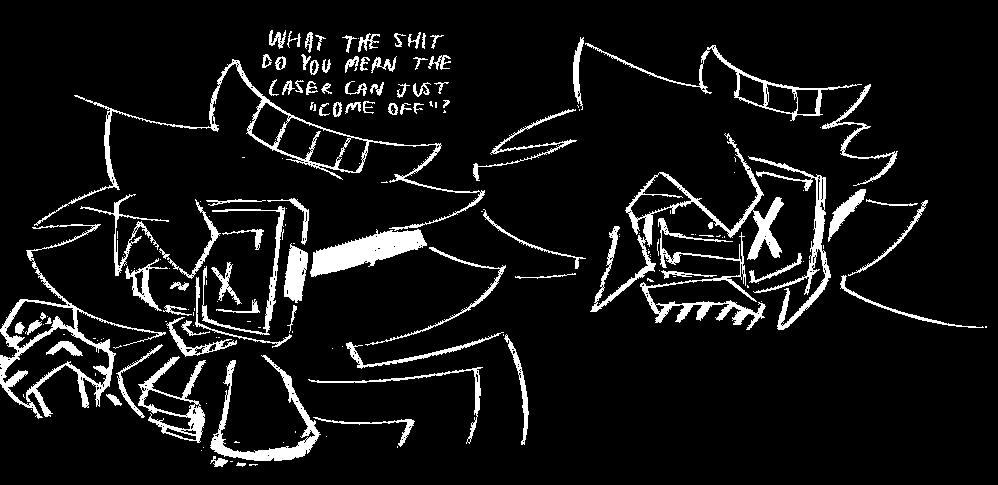 WHAT THE SHIT
DO YOU MEAN THE
LASER CAN JUST
"COME OFF"?
X
X